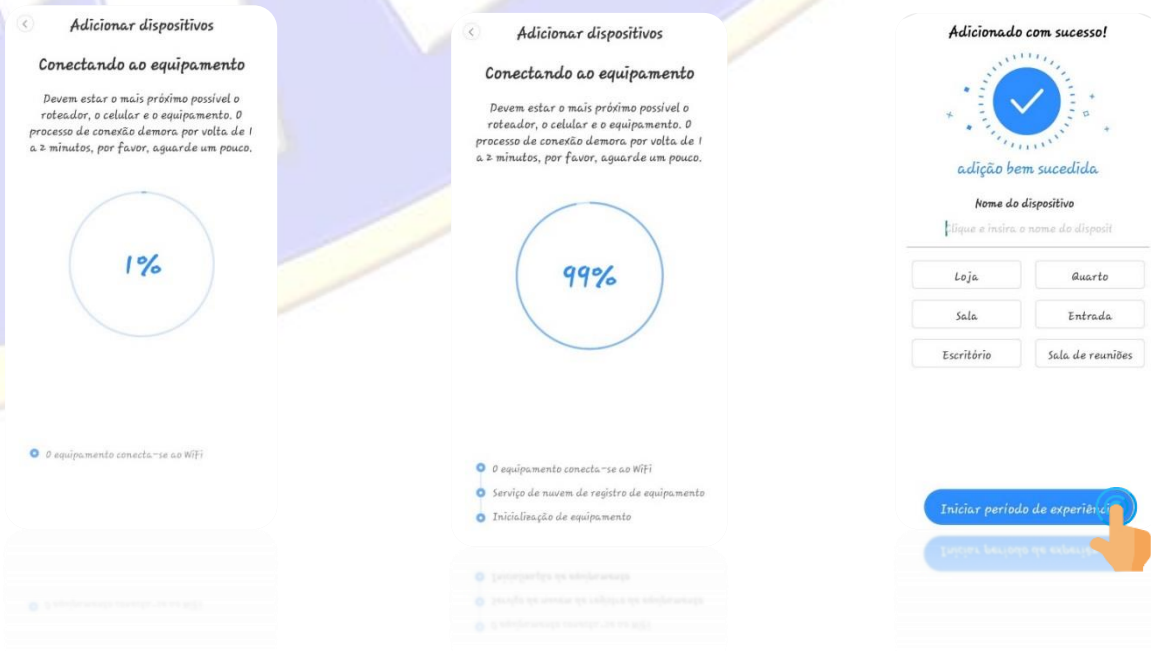 Adicionar dispositivos
Conectando ao equipamento
Devem estar o mais próximo possível o
roteador, o celular e o equipamento. O
processo de conexão demora por volta de 1
a 2 minutos, por favor, aguarde um pouco.
1%
O equipamento conecta-se ao WiFi
Adicionar dispositivos
Conectando ao equipamento
Devem estar o mais próximo possível o
roteador, o celular e o equipamento. O
processo de conexão demora por volta de 1
a 2 minutos, por favor, aguarde um pouco.
99%
O equipamento conecta-se ao WiFi
Serviço de nuvem de registro de equipamento
Inicialização de equipamento
Adicionado com sucesso!
adição bem sucedida
Nome do dispositivo
Clique e insira o nome do disposit
Loja
Quarto
Sala
Entrada
Escritório
Sala de reuniões
Iniciar período de experiênci